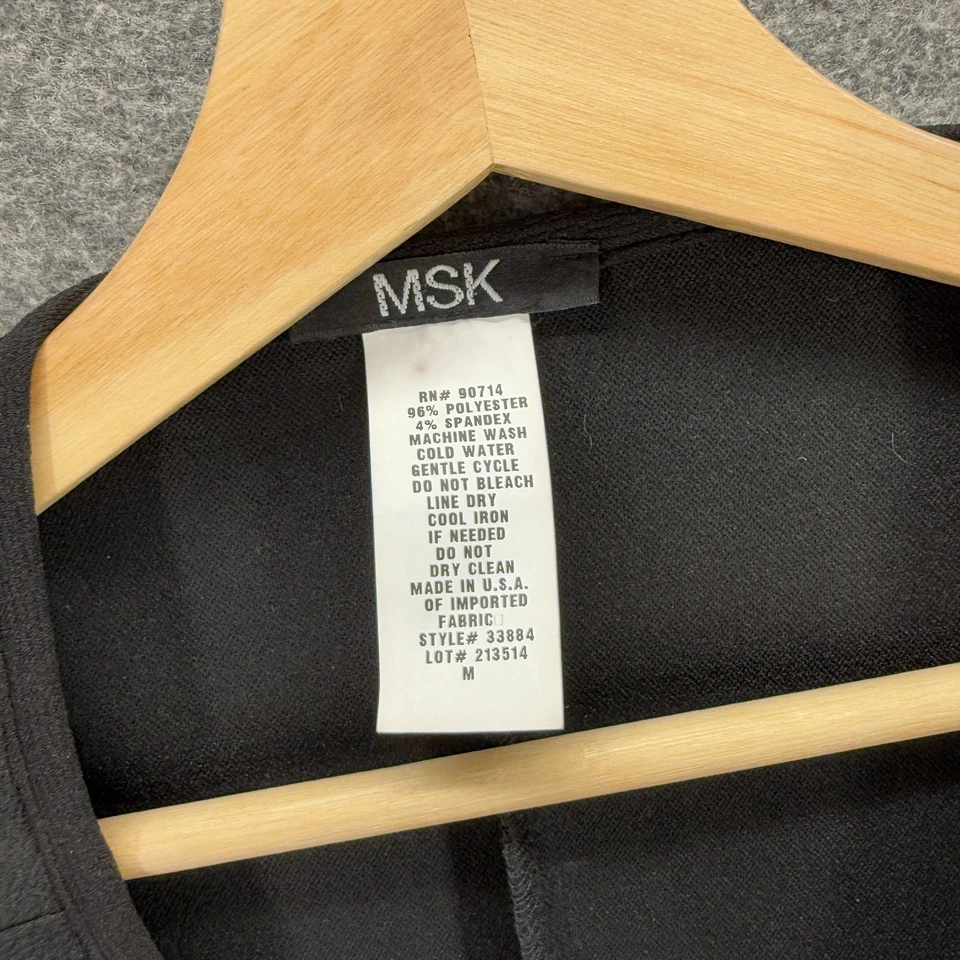 MSK
RN# 90714
96% POLYESTER
4% SPANDEX
MACHINE WASH
COLD WATER
GENTLE CYCLE
DO NOT BLEACH
LINE DRY
COOL IRON
IF NEEDED
DO NOT
DRY CLEAN
MADE IN U.S.A.
OF IMPORTED
FABRIC▯
STYLE# 33884
LOT# 213514
M